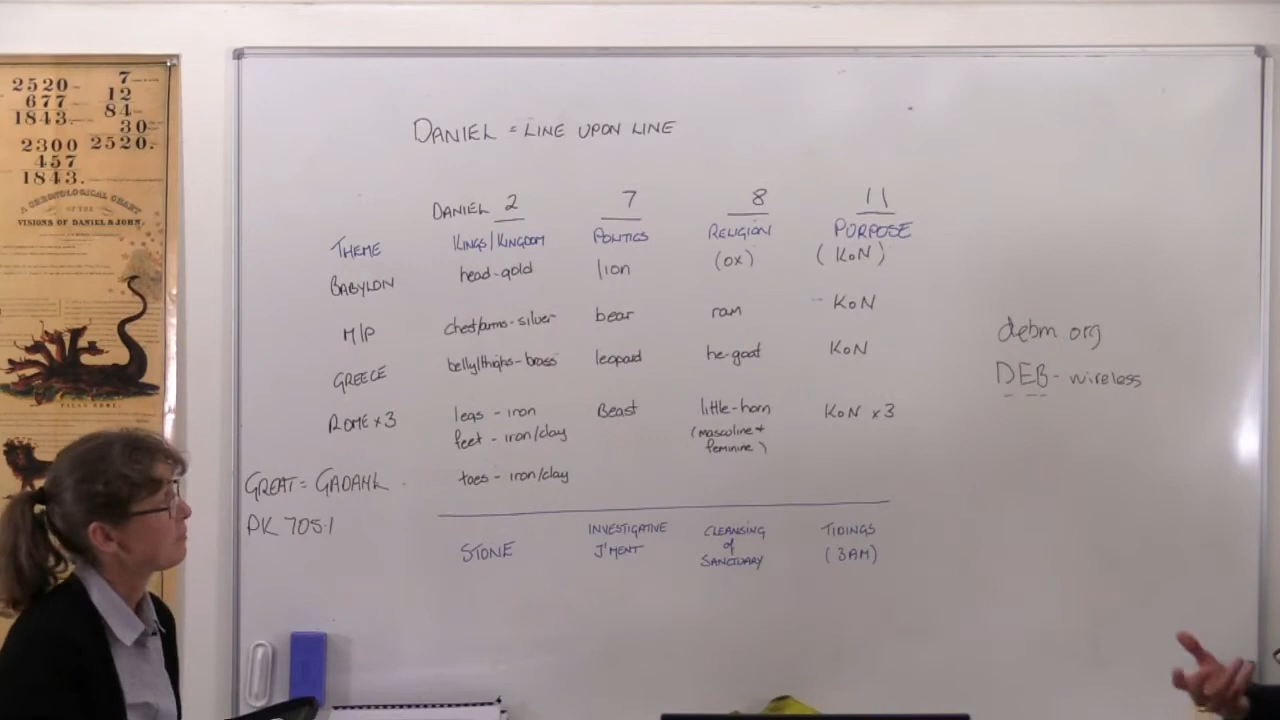 2520
677
1843.
7
12
84
30
2520.
2300
457
1843.
A CHRONOLOGICAL CHART
OF THE
VISIONS OF DANIEL & JOHN.
DANIEL = LINE UPON LINE
DANIEL 2 7 8 11
THEME KINGS/KINGDOM POLITICS RELIGION PURPOSE
BABYLON head-gold lion (ox) (KoN)
M/P chest/arms-silver bear ram KoN
GREECE belly/thighs-brass leopard he-goat KoN
ROME x3 legs - iron Beast little-horn KoN x3
feet - iron/clay (masculine +
feminine)
toes - iron/clay
GREAT = GADAHL
PK 705.1
STONE INVESTIGATIVE CLEANSING TIDINGS
J'MENT of (3AM)
SANCTUARY
debm.org
DEB-wireless